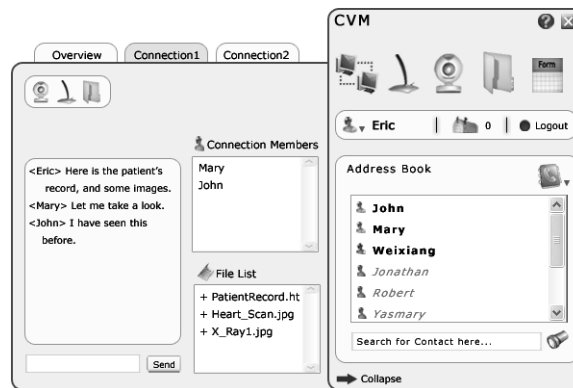 Overview
Connection1
Connection2
<Eric> Here is the patient's
record, and some images.
<Mary> Let me take a look.
<John> I have seen this
before.
Send
Connection Members
Mary
John
File List
+ PatientRecord.ht
+ Heart_Scan.jpg
+ X_Ray1.jpg
CVM
?
X
Form
Eric | 0 | Logout
Address Book
John
Mary
Weixiang
Jonathan
Robert
Yasmary
Search for Contact here...
Collapse